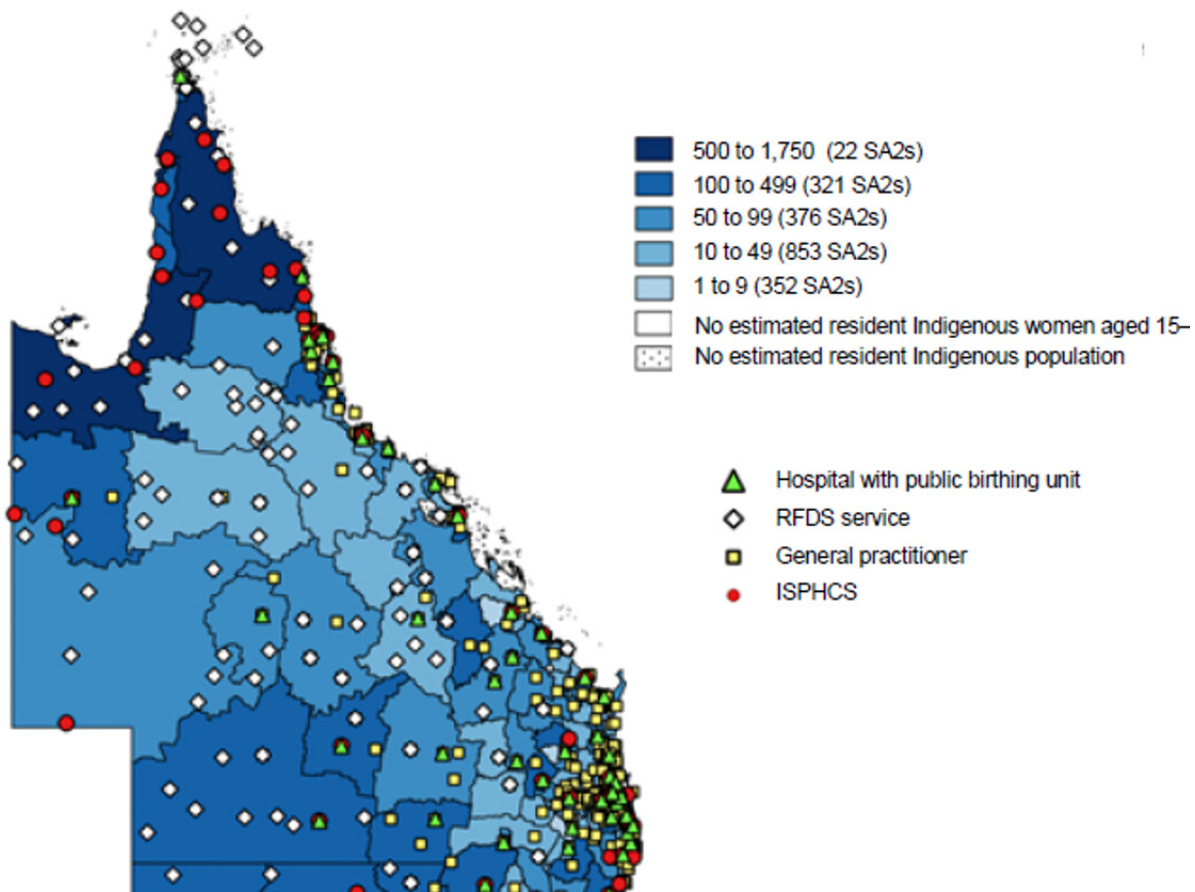 500 to 1,750 (22 SA2s)
100 to 499 (321 SA2s)
50 to 99 (376 SA2s)
10 to 49 (853 SA2s)
1 to 9 (352 SA2s)
No estimated resident Indigenous women aged 15–
No estimated resident Indigenous population
Hospital with public birthing unit
RFDS service
General practitioner
ISPHCS